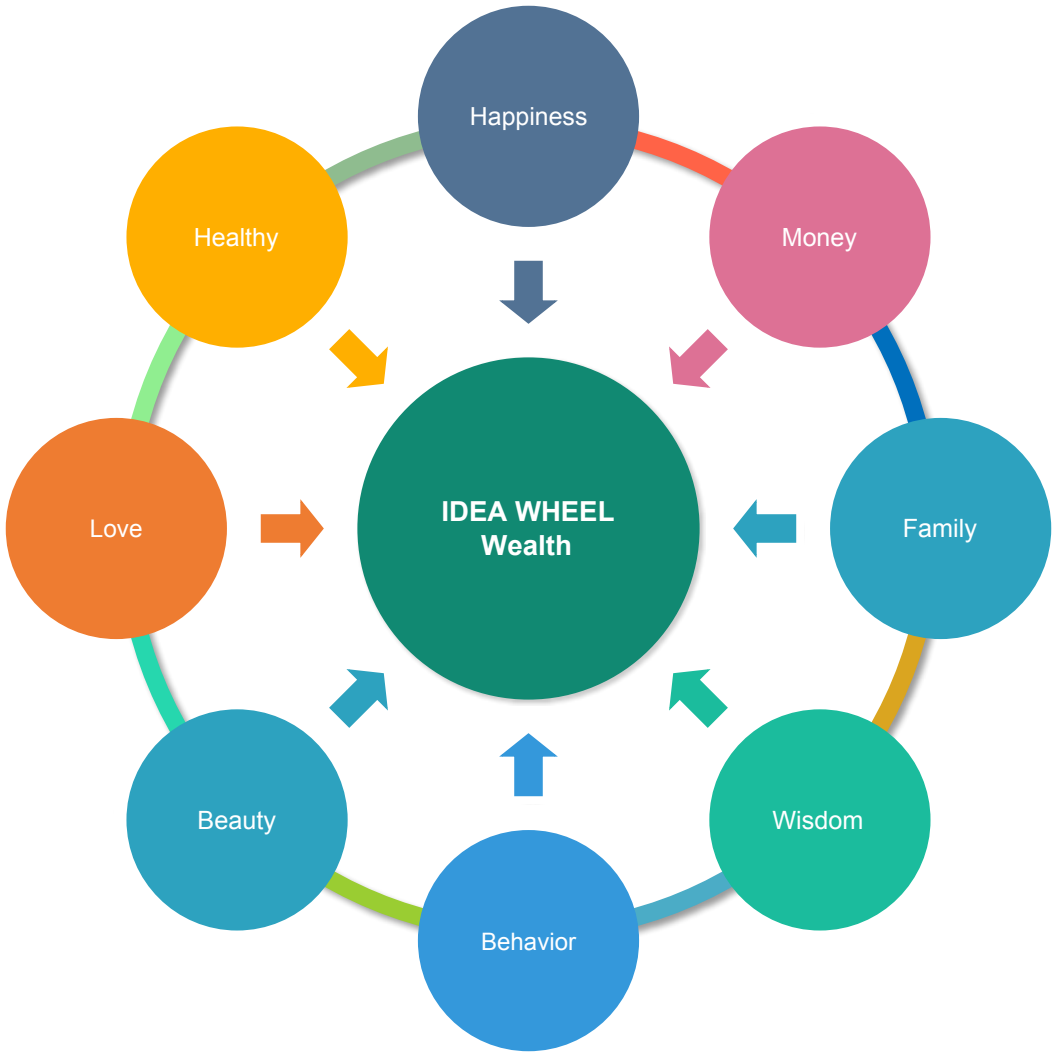 Happiness
Healthy
Money
Love
IDEA WHEEL
Wealth
Family
Beauty
Wisdom
Behavior